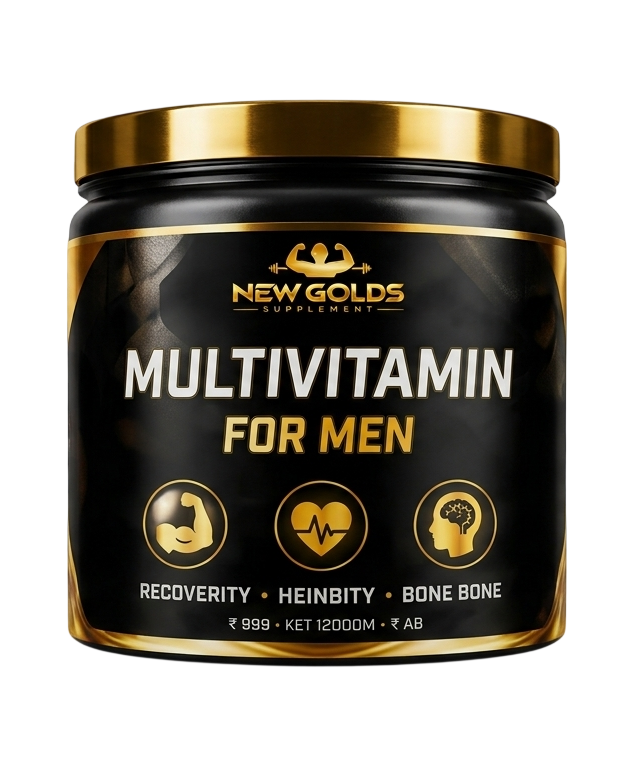 NEW GOLDS
SUPPLEMENT
MULTIVITAMIN
FOR MEN
RECOVERITY • HEINBITY • BONE BONE
₹ 999 • KET 12000M • ₹ AB